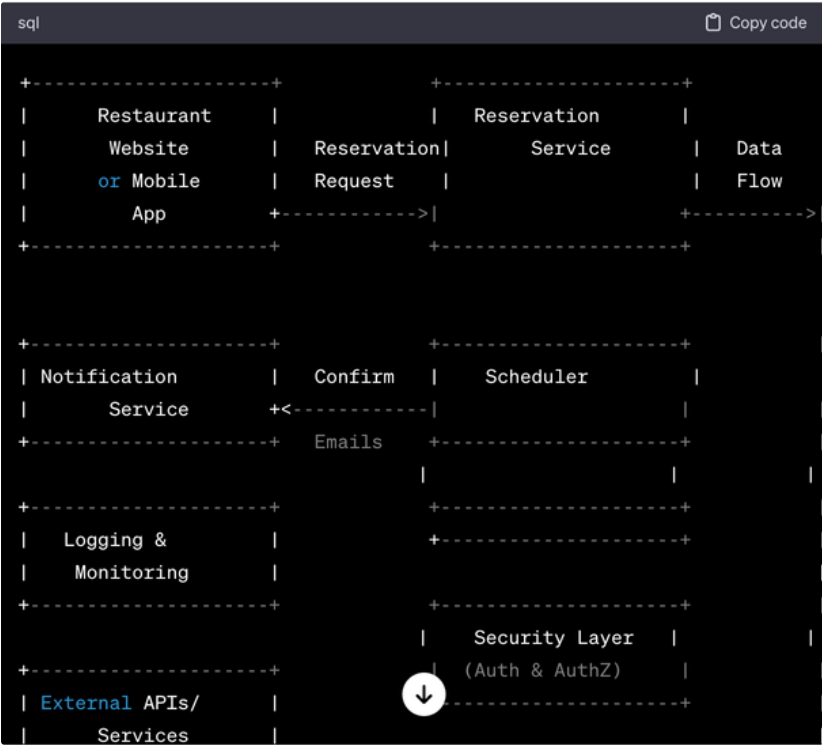 sql Copy code
+---------------------+             +---------------------+
|      Restaurant     |             |   Reservation       |
|       Website       |   Reservation|       Service       |   Data
|      or Mobile      |   Request    |                     |   Flow
|         App         +------------>|                     +---------->|
+---------------------+             +---------------------+
+---------------------+             +---------------------+
| Notification        |   Confirm   |    Scheduler         |
|       Service       +<------------|                     |
+---------------------+   Emails    +---------------------+
|                     |           |
+---------------------+             +---------------------+
|   Logging &         |             +---------------------+
|    Monitoring       |
+---------------------+             +---------------------+
|   Security Layer   |           |
+---------------------+             |  (Auth & AuthZ)     |
| External APIs/      |             ---------------------+
|      Services       |